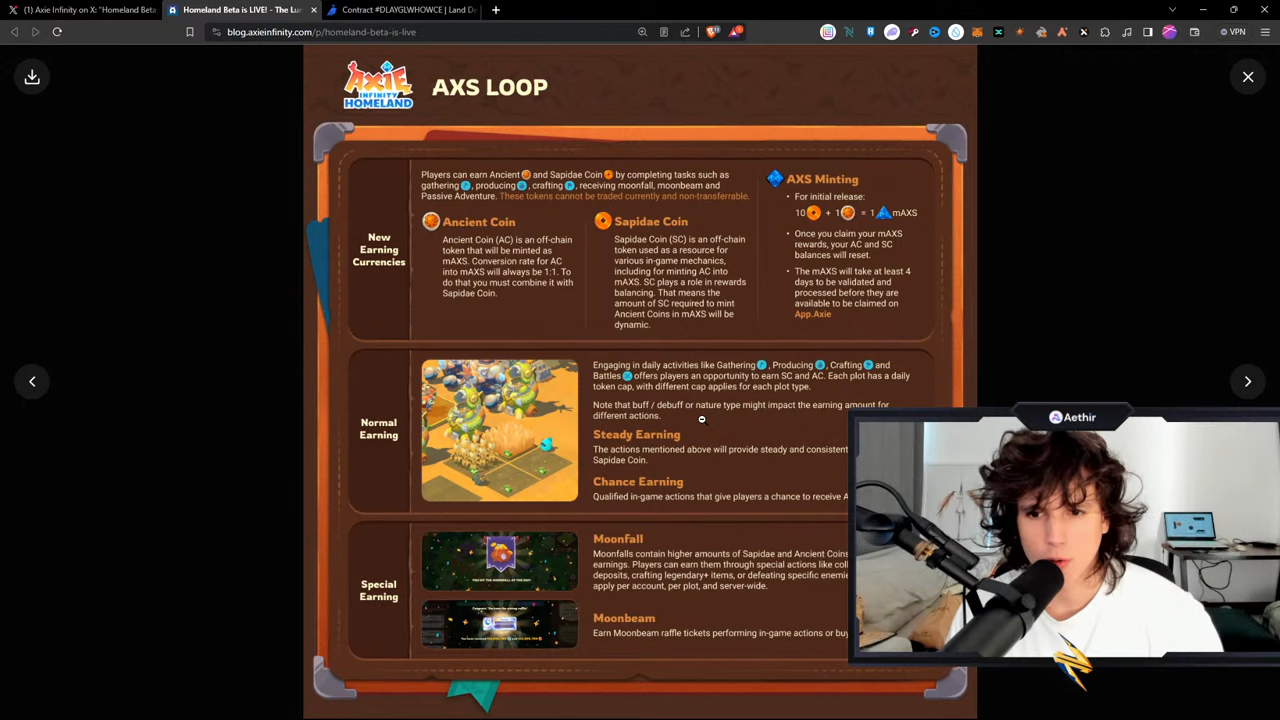 (1) Axie Infinity on X: "Homeland Beta
Homeland Beta is LIVE! - The Lu
Contract #DLAYGLWHOWCE | Land De
blog.axieinfinity.com/p/homeland-beta-is-live
VPN
AXIE
INFINITY
HOMELAND
AXS LOOP
New
Earning
Currencies
Players can earn Ancient and Sapidae Coin by completing tasks such as
gathering, producing, crafting, receiving moonfall, moonbeam and
Passive Adventure. These tokens cannot be traded currently and non-transferrable.
Ancient Coin
Ancient Coin (AC) is an off-chain
token that will be minted as
mAXS. Conversion rate for AC
into mAXS will always be 1:1. To
do that you must combine it with
Sapidae Coin.
Sapidae Coin
Sapidae Coin (SC) is an off-chain
token used as a resource for
various in-game mechanics,
including for minting AC into
mAXS. SC plays a role in rewards
balancing. That means the
amount of SC required to mint
Ancient Coins in mAXS will be
dynamic.
AXS Minting
• For initial release:
10 + 1 = 1 mAXS
• Once you claim your mAXS
rewards, your AC and SC
balances will reset.
• The mAXS will take at least 4
days to be validated and
processed before they are
available to be claimed on
App.Axie
Normal
Earning
Engaging in daily activities like Gathering, Producing, Crafting and
Battles offers players an opportunity to earn SC and AC. Each plot has a daily
token cap, with different cap applies for each plot type.
Note that buff / debuff or nature type might impact the earning amount for
different actions.
Steady Earning
The actions mentioned above will provide steady and consistent
Sapidae Coin.
Chance Earning
Qualified in-game actions that give players a chance to receive A
Special
Earning
Moonfall
Moonfalls contain higher amounts of Sapidae and Ancient Coins
earnings. Players can earn them through special actions like coll
deposits, crafting legendary+ items, or defeating specific enemie
apply per account, per plot, and server-wide.
Moonbeam
Earn Moonbeam raffle tickets performing in-game actions or buy
Aethir